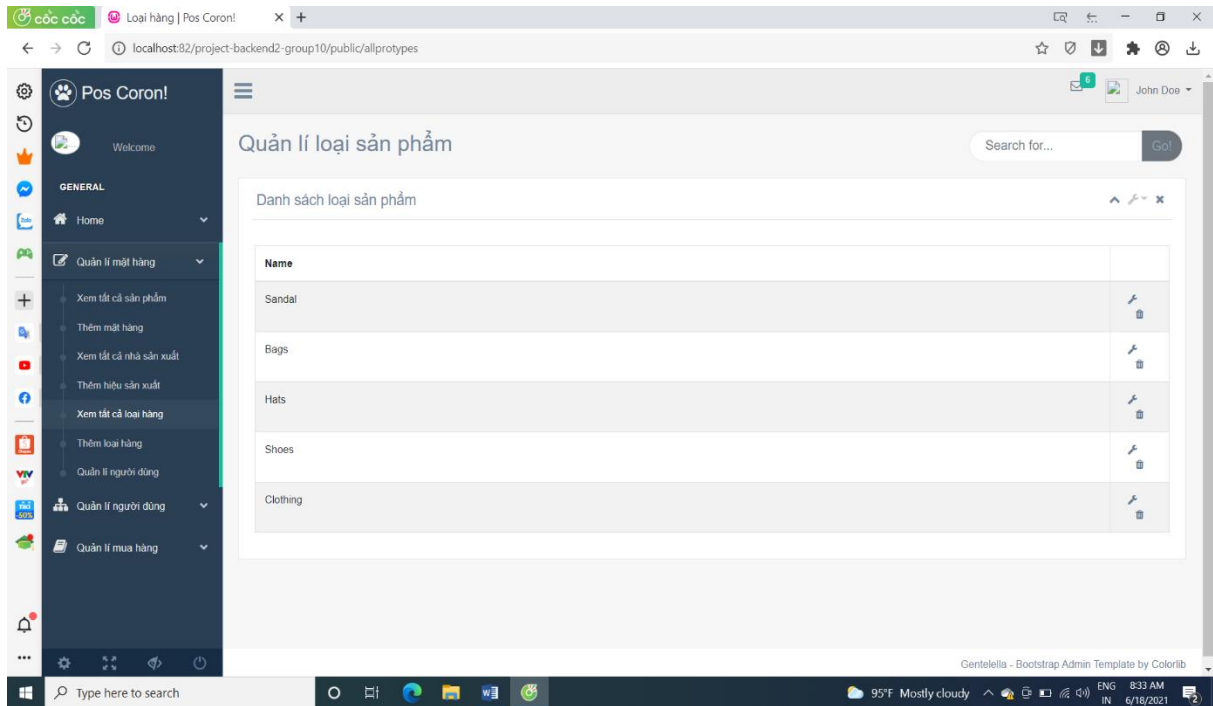 cốc cốc
Loại hàng | Pos Coron!
localhost:82/project-backend2-group10/public/allprotypes
Pos Coron!
6
John Doe
Welcome
Quản lí loại sản phẩm
Search for...
Go!
GENERAL
Danh sách loại sản phẩm
Home
Quản lí mặt hàng
Name
Xem tất cả sản phẩm
Sandal
Thêm mặt hàng
Xem tất cả nhà sản xuất
Bags
Thêm hiệu sản xuất
Xem tất cả loại hàng
Hats
Thêm loại hàng
Shoes
Quản lí người dùng
Quản lí người dùng
Clothing
Quản lí mua hàng
Zalo
VTV
TIKI
-50%
Gentelella - Bootstrap Admin Template by Colorlib
Type here to search
95°F Mostly cloudy
ENG
IN
8:33 AM
6/18/2021
2